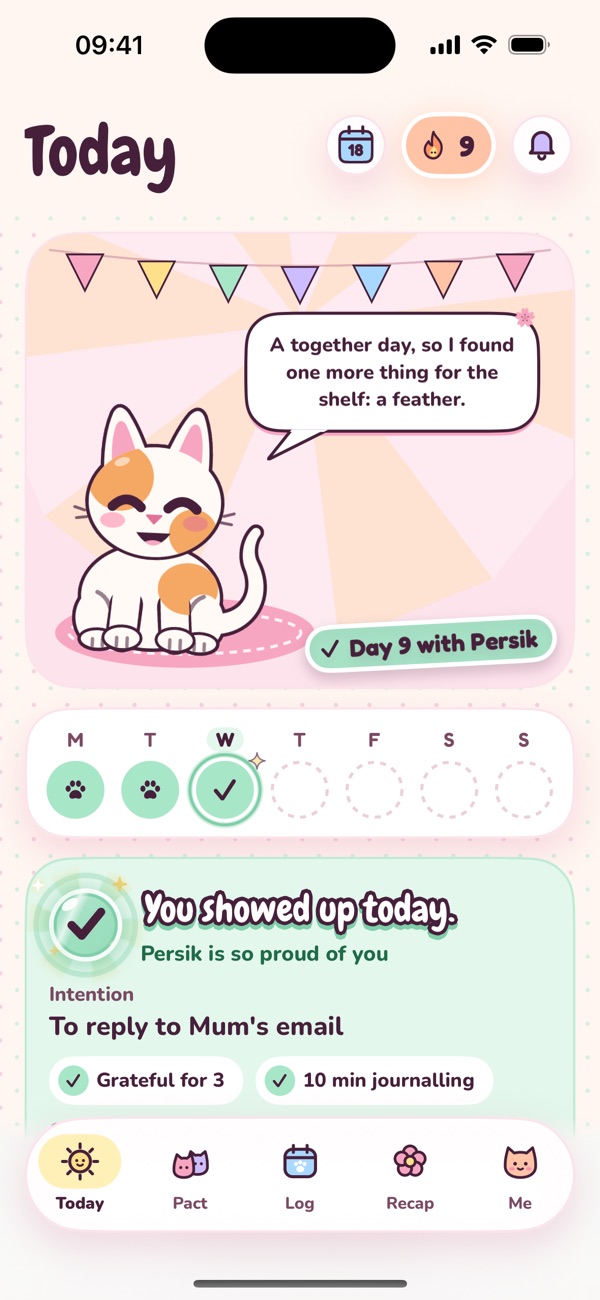 09:41
Today
18
9
A together day, so I found
one more thing for the
shelf: a feather.
Day 9 with Persik
M T W T F S S
You showed up today.
Persik is so proud of you
Intention
To reply to Mum's email
Grateful for 3
10 min journalling
Today
Pact
Log
Recap
Me